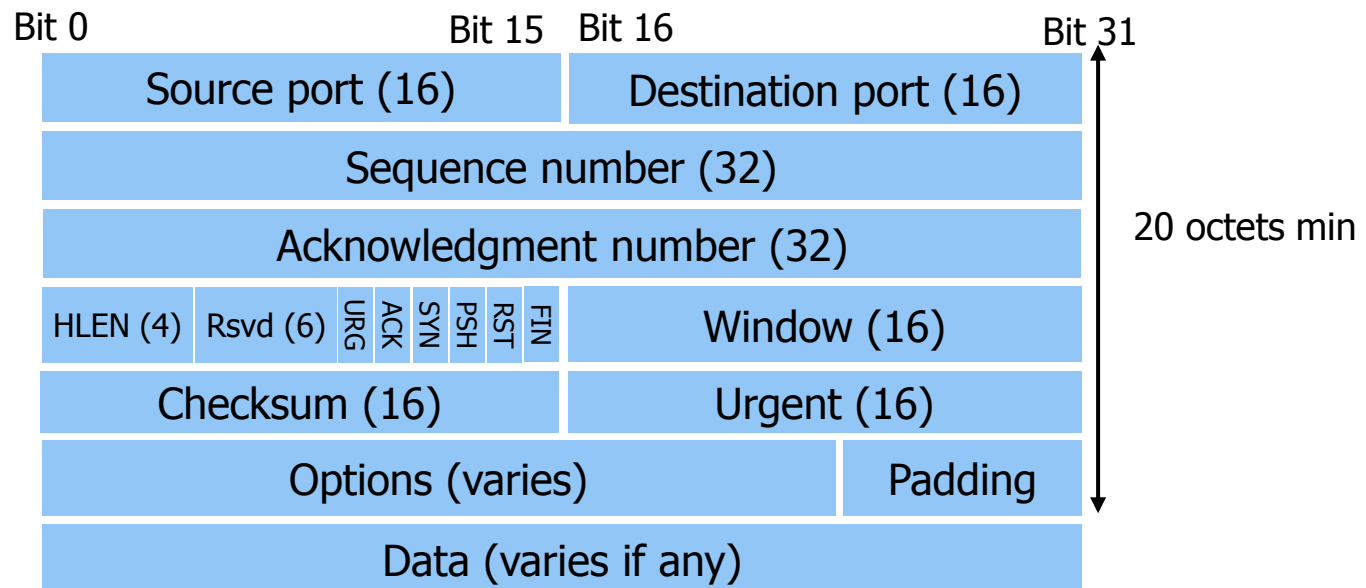 Bit 0 Bit 15 Bit 16 Bit 31
Source port (16) Destination port (16)
Sequence number (32)
Acknowledgment number (32)
20 octets min
HLEN (4) Rsvd (6) URG ACK SYN PSH RST FIN Window (16)
Checksum (16) Urgent (16)
Options (varies) Padding
Data (varies if any)